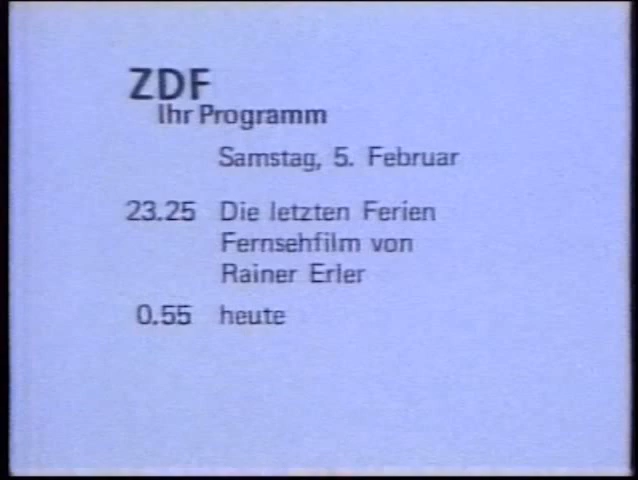 ZDF
Ihr Programm
Samstag, 5. Februar
23.25 Die letzten Ferien
Fernsehfilm von
Rainer Erler
0.55 heute